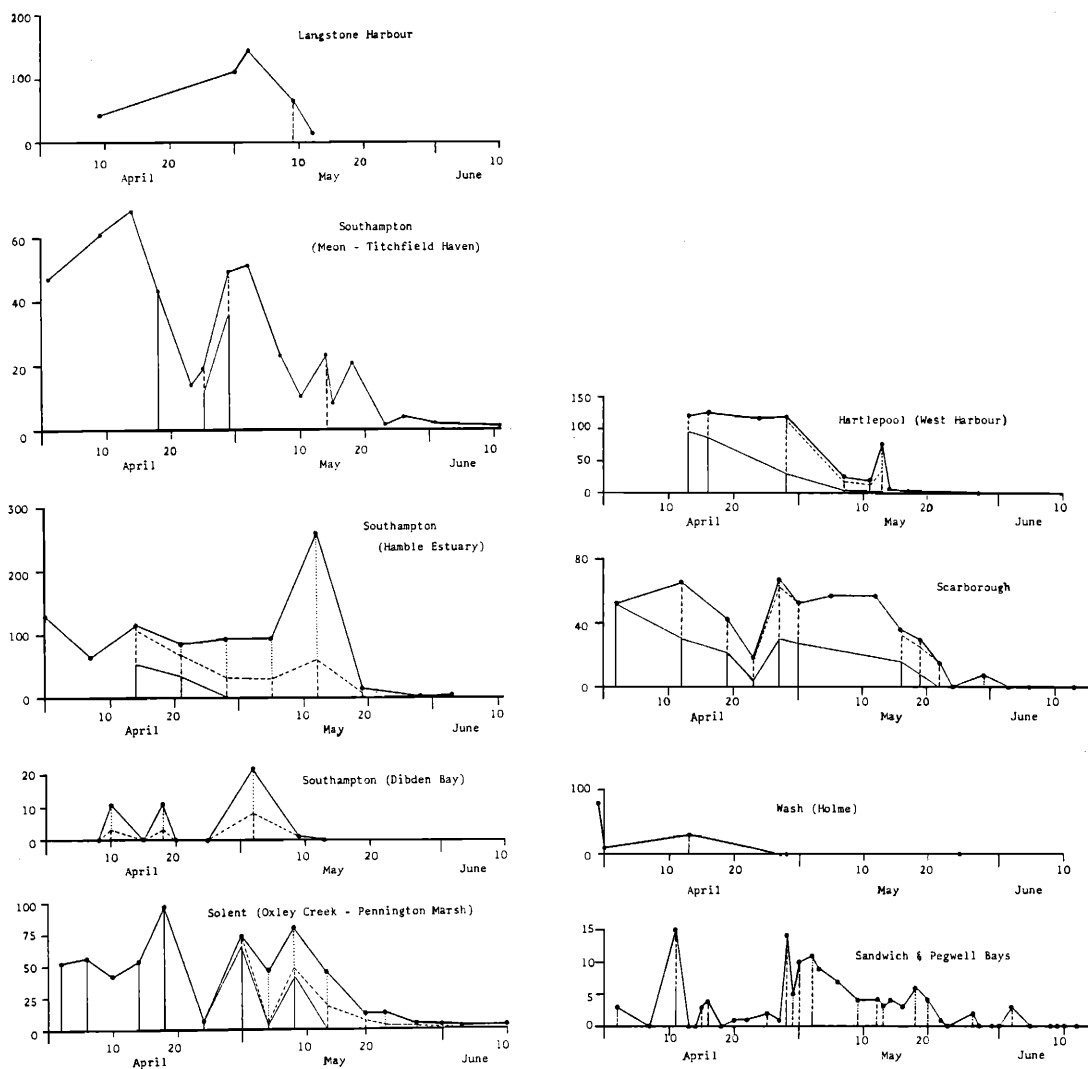 Langstone Harbour
200
100
0
10 20 10 20 10
April May June
Southampton
(Meon - Titchfield Haven)
60
40
20
0
10 20 10 20 10
April May June
Southampton
(Hamble Estuary)
300
200
100
0
10 20 10 20 10
April May June
Southampton (Dibden Bay)
20
10
0
10 20 10 20 10
April May June
Solent (Oxley Creek - Pennington Marsh)
100
75
50
25
0
10 20 10 20 10
April May June
Hartlepool (West Harbour)
150
100
50
0
10 20 10 20 10
April May June
Scarborough
80
40
0
10 20 10 20 10
April May June
Wash (Holme)
100
0
10 20 10 20 10
April May June
Sandwich & Pegwell Bays
15
10
5
0
10 20 10 20 10
April May June